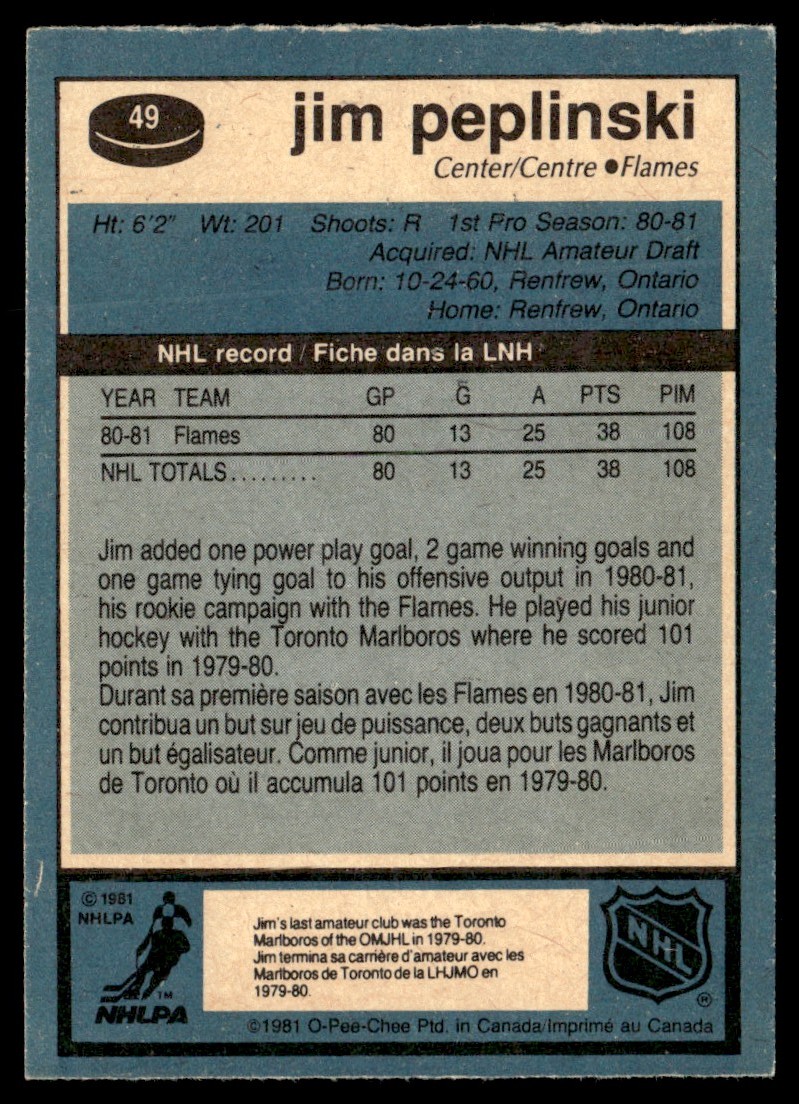 49
jim peplinski
Center/Centre ●Flames
Ht: 6'2" Wt: 201 Shoots: R 1st Pro Season: 80-81
Acquired: NHL Amateur Draft
Born: 10-24-60, Renfrew, Ontario
Home: Renfrew, Ontario
NHL record / Fiche dans la LNH
YEAR TEAM GP G A PTS PIM
80-81 Flames 80 13 25 38 108
NHL TOTALS......... 80 13 25 38 108
Jim added one power play goal, 2 game winning goals and
one game tying goal to his offensive output in 1980-81,
his rookie campaign with the Flames. He played his junior
hockey with the Toronto Marlboros where he scored 101
points in 1979-80.
Durant sa première saison avec les Flames en 1980-81, Jim
contribua un but sur jeu de puissance, deux buts gagnants et
un but égalisateur. Comme junior, il joua pour les Marlboros
de Toronto où il accumula 101 points en 1979-80.
© 1981
NHLPA
TM
NHLPA
Jim's last amateur club was the Toronto
Marlboros of the OMJHL in 1979-80.
Jim termina sa carrière d'amateur avec les
Marlboros de Toronto de la LHJMO en
1979-80.
NHL
®
©1981 O-Pee-Chee Ptd. in Canada/Imprimé au Canada